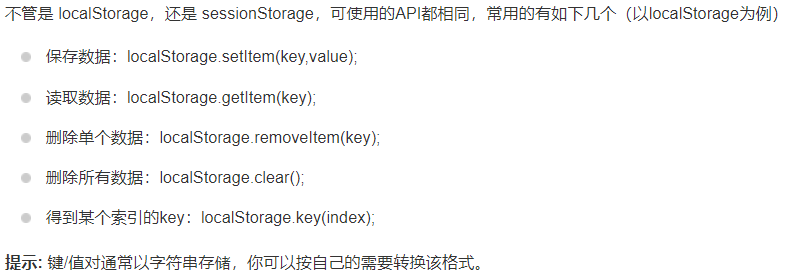 不管是 localStorage，还是 sessionStorage，可使用的API都相同，常用的有如下几个（以localStorage为例）
保存数据：localStorage.setItem(key,value);
读取数据：localStorage.getItem(key);
删除单个数据：localStorage.removeItem(key);
删除所有数据：localStorage.clear();
得到某个索引的key：localStorage.key(index);
提示: 键/值对通常以字符串存储，你可以按自己的需要转换该格式。